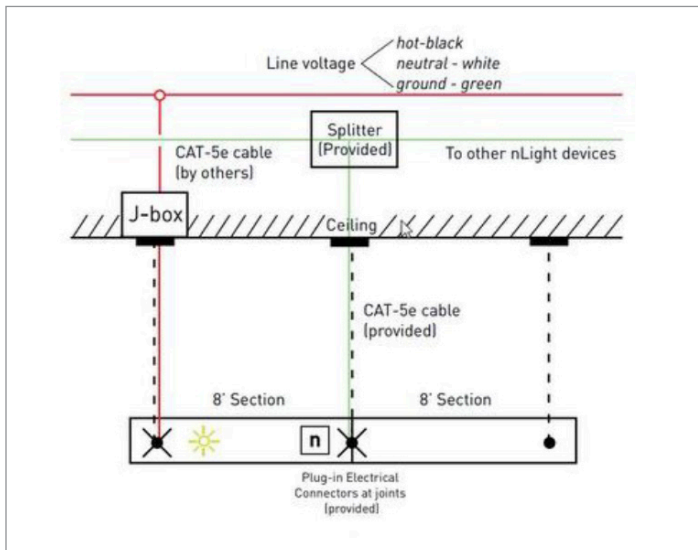 hot-black
Line voltage
neutral - white
ground - green
Splitter
(Provided)
CAT-5e cable
(by others)
To other nLight devices
J-box
Ceiling
CAT-5e cable
(provided)
8' Section
8' Section
n
Plug-in Electrical
Connectors at joints
(provided)